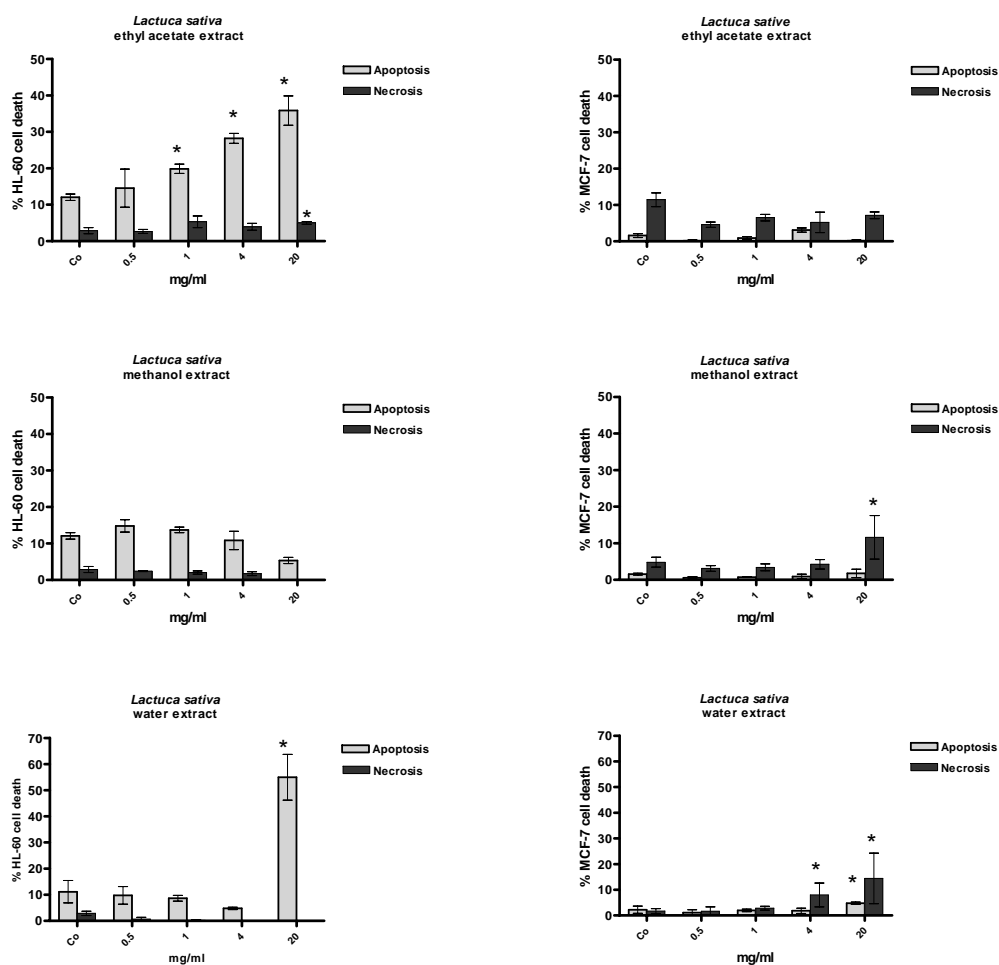 Lactuca sativa
ethyl acetate extract
% HL-60 cell death
50
40
30
20
10
0
*
*
*
*
Apoptosis
Necrosis
Co
0.5
1
4
20
mg/ml
Lactuca sative
ethyl acetate extract
% MCF-7 cell death
50
40
30
20
10
0
Apoptosis
Necrosis
Co
0.5
1
4
20
mg/ml
Lactuca sativa
methanol extract
% HL-60 cell death
50
40
30
20
10
0
Apoptosis
Necrosis
Co
0.5
1
4
20
mg/ml
Lactuca sativa
methanol extract
% MCF-7 cell death
50
40
30
20
10
0
*
Apoptosis
Necrosis
Co
0.5
1
4
20
mg/ml
Lactuca sativa
water extract
% HL-60 cell death
70
60
50
40
30
20
10
0
*
Apoptosis
Necrosis
Co
0.5
1
4
20
mg/ml
Lactuca sativa
water extract
% MCF-7 cell death
70
60
50
40
30
20
10
0
*
*
*
Apoptosis
Necrosis
Co
0.5
1
4
20
mg/ml